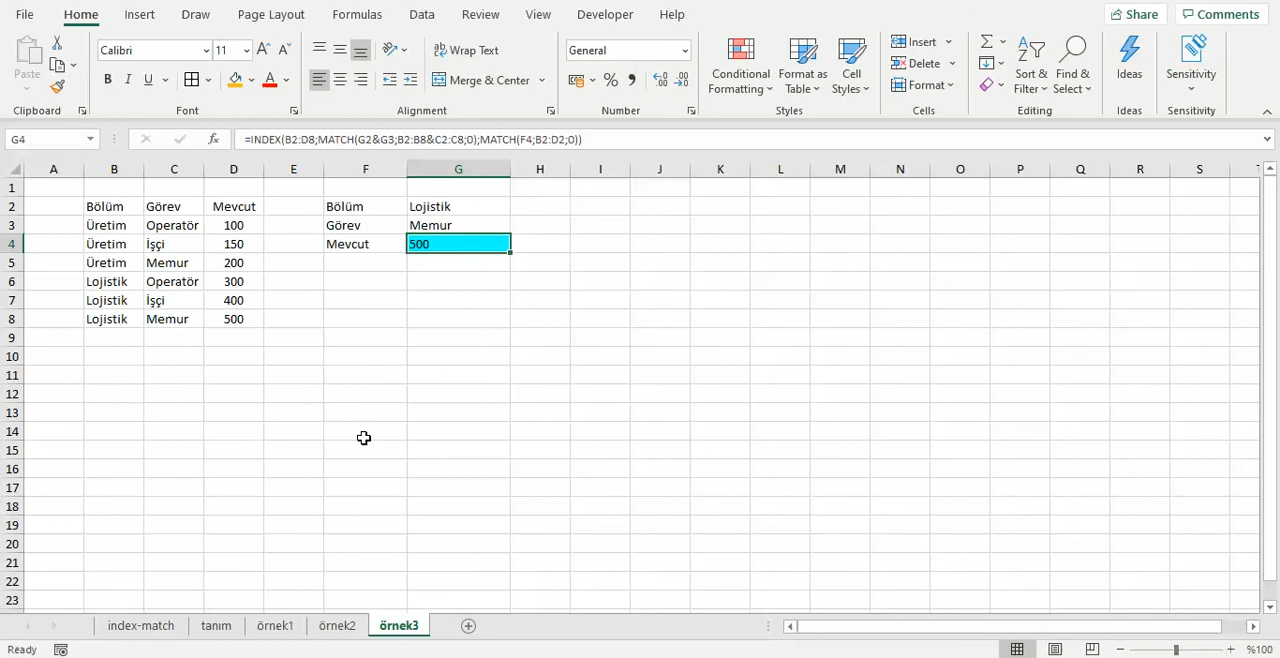 File Home Insert Draw Page Layout Formulas Data Review View Developer Help Share Comments
Paste
Clipboard
Calibri 11 A A
B I U A
Font
ab Wrap Text
Merge & Center
Alignment
General
% 9
Number
Conditional Formatting
Format as Table
Cell Styles
Styles
Insert
Delete
Format
Cells
Sort & Filter
Find & Select
Editing
Ideas
Ideas
Sensitivity
Sensitivity
G4 fx =INDEX(B2:D8;MATCH(G2&G3;B2:B8&C2:C8;0);MATCH(F4;B2:D2;0))
A B C D E F G H I J K L M N O P Q R S T
1
2 Bölüm Görev Mevcut Bölüm Lojistik
3 Üretim Operatör 100 Görev Memur
4 Üretim İşçi 150 Mevcut 500
5 Üretim Memur 200
6 Lojistik Operatör 300
7 Lojistik İşçi 400
8 Lojistik Memur 500
9
10
11
12
13
14
15
16
17
18
19
20
21
22
23
index-match tanım örnek1 örnek2 örnek3
Ready %100